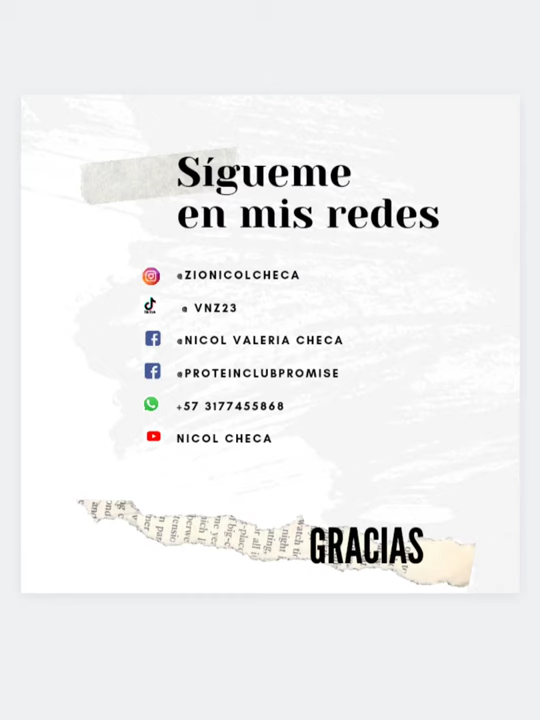 Sígueme
en mis redes
@ZIONICOLCHECA
@ VNZ23
@NICOL VALERIA CHECA
@PROTEINCLUBPROMISE
+57 3177455868
NICOL CHECA
GRACIAS